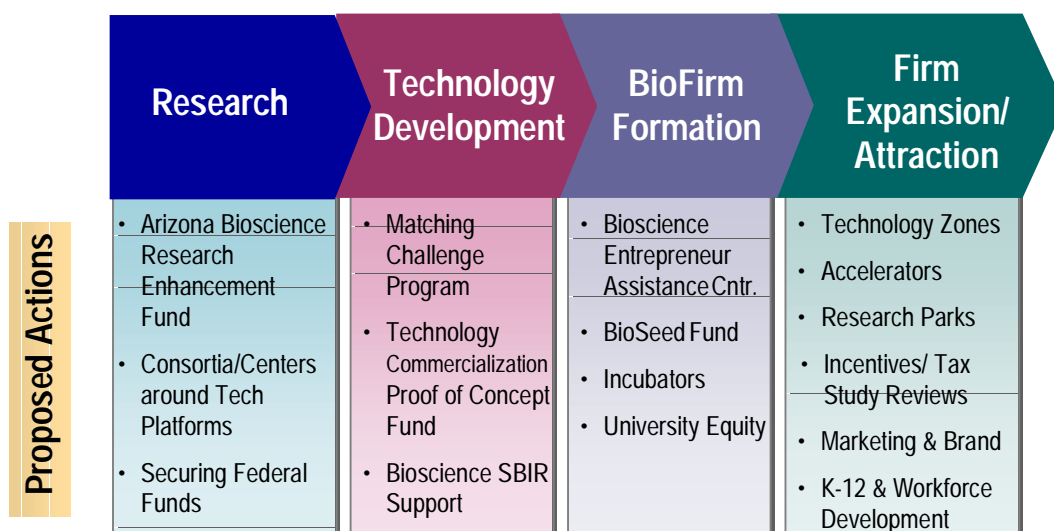 Research
Technology
Development
BioFirm
Formation
Firm
Expansion/
Attraction
Proposed Actions
• Arizona Bioscience
Research
Enhancement
Fund
• Consortia/Centers
around Tech
Platforms
• Securing Federal
Funds
• Matching
Challenge
Program
• Technology
Commercialization
Proof of Concept
Fund
• Bioscience SBIR
Support
• Bioscience
Entrepreneur
Assistance Cntr.
• BioSeed Fund
• Incubators
• University Equity
• Technology Zones
• Accelerators
• Research Parks
• Incentives/ Tax
Study Reviews
• Marketing & Brand
• K-12 & Workforce
Development